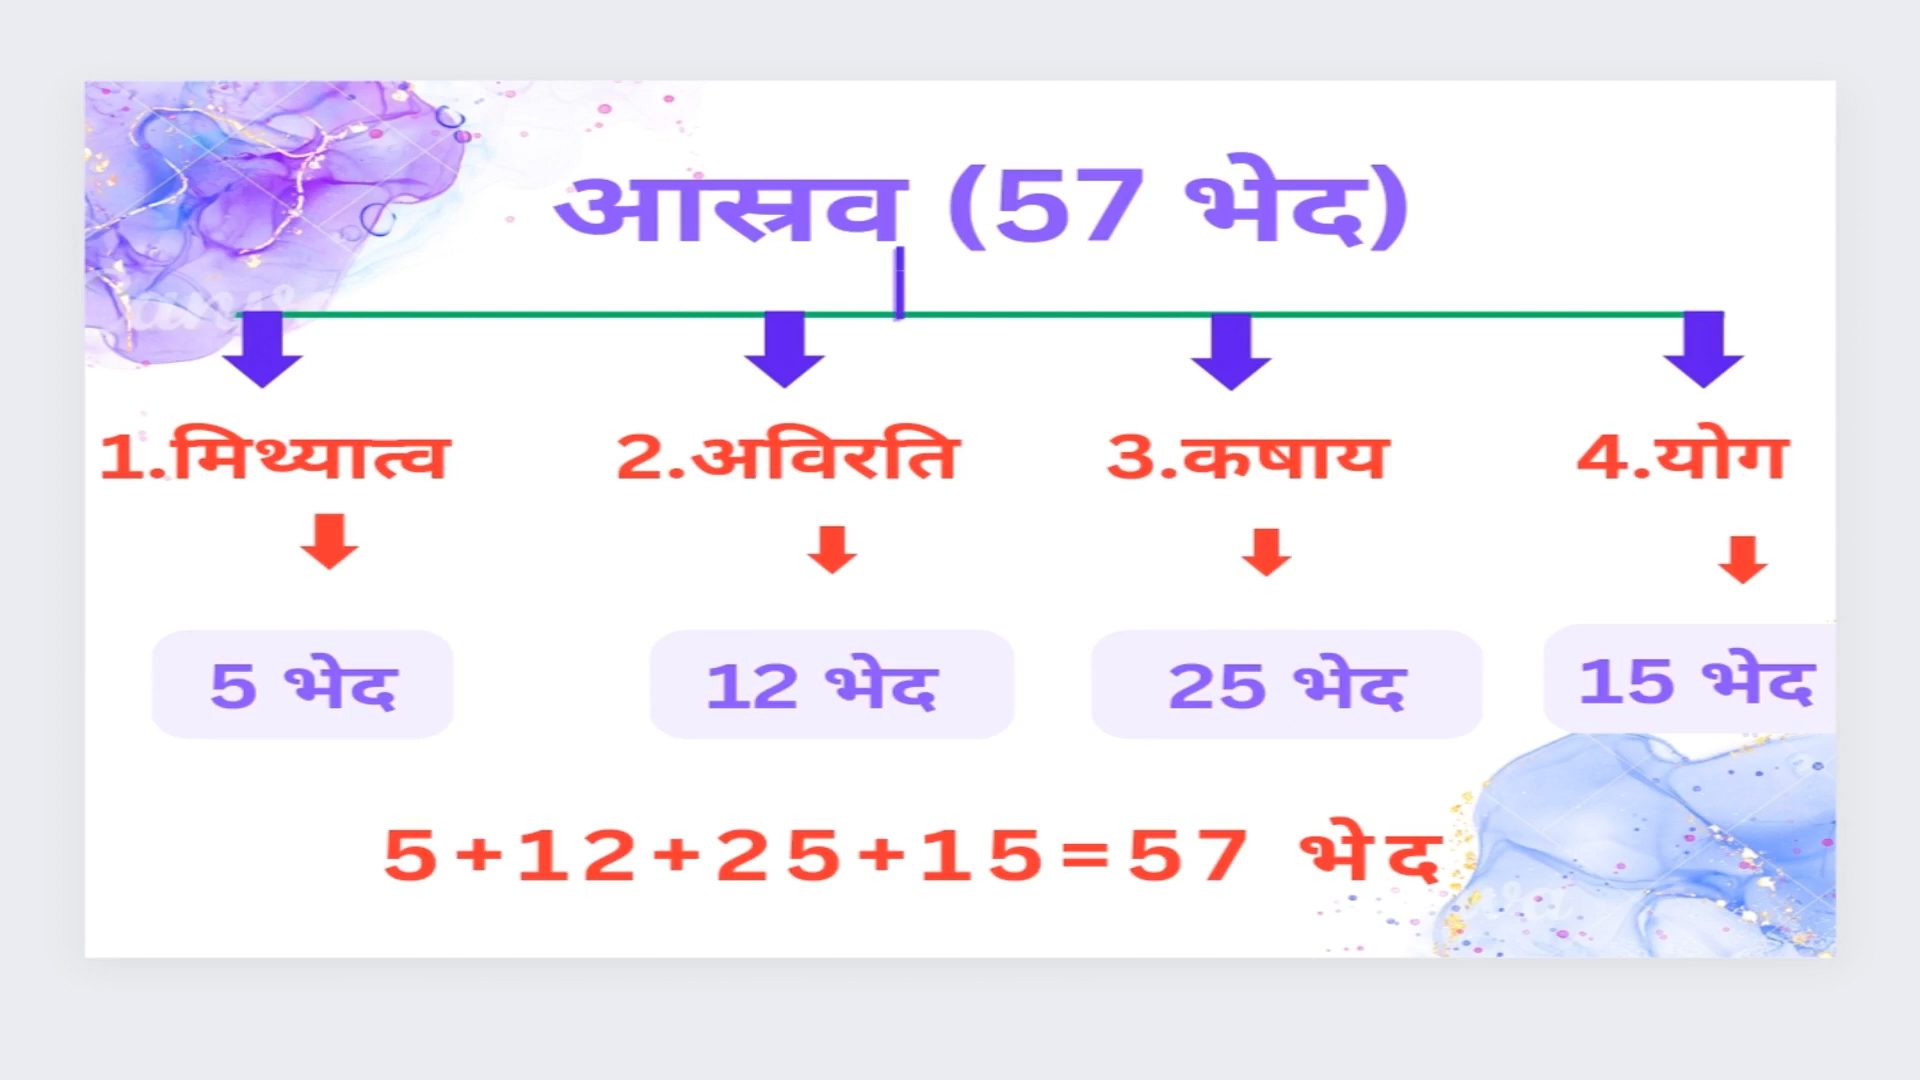 आस्रव (57 भेद)
1.मिथ्यात्व 2.अविरति 3.कषाय 4.योग
5 भेद 12 भेद 25 भेद 15 भेद
5+12+25+15=57 भेद